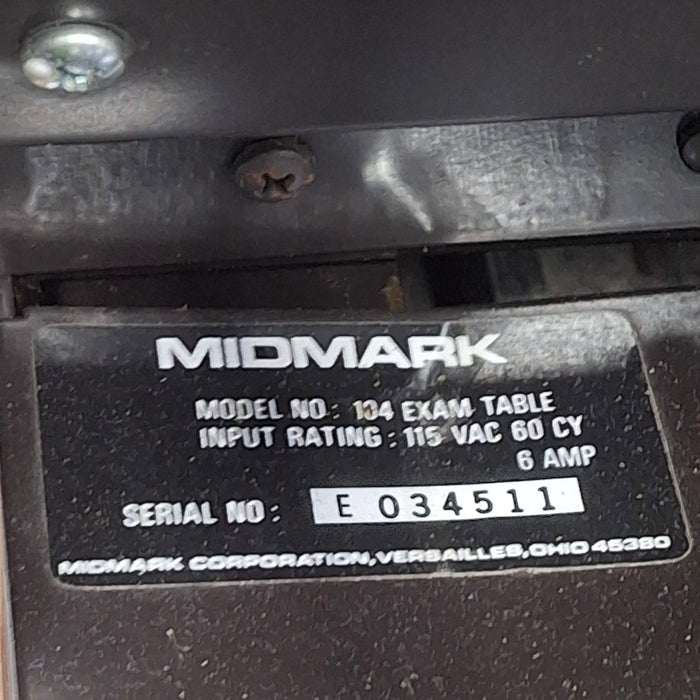 MIDMARK
MODEL NO: 104 EXAM TABLE
INPUT RATING: 115 VAC 60 CY
6 AMP
SERIAL NO: E 034511
MIDMARK CORPORATION, VERSAILLES, OHIO 45380